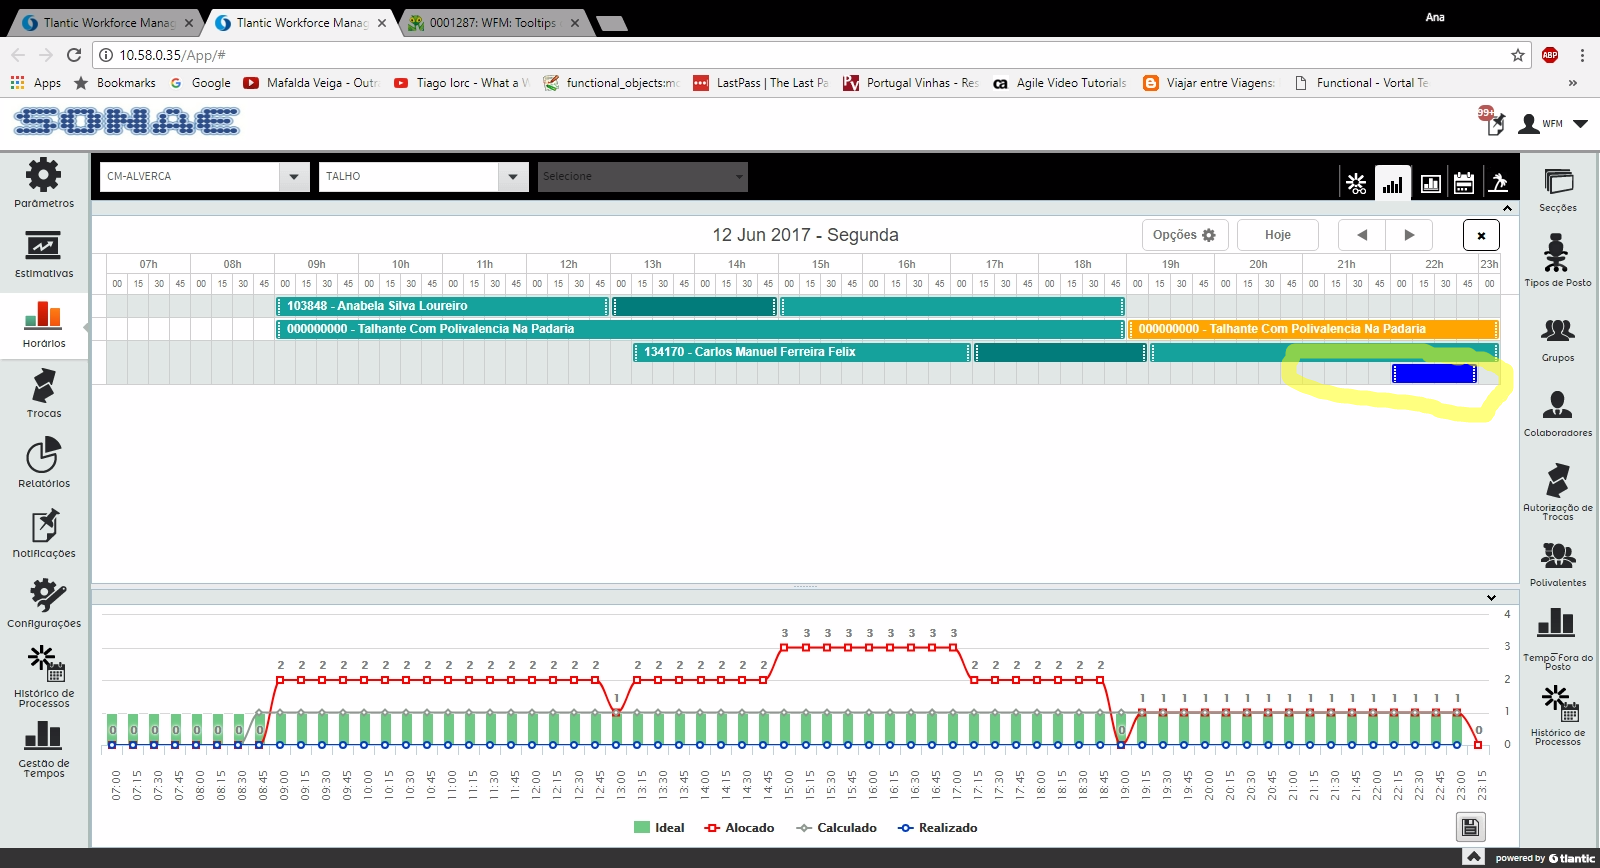 Ana
Tlantic Workforce Manag
Tlantic Workforce Manag
0001287: WFM: Tooltips
10.58.0.35/App/#
ABP
Apps
Bookmarks
Google
Mafalda Veiga - Outr
Tiago Iorc - What a W
functional_objects:mo
LastPass | The Last Pa
Portugal Vinhas - Res
Agile Video Tutorials
Viajar entre Viagens:
Functional - Vortal Te
»
SONAE
99+
WFM
Parâmetros
Estimativas
Horários
Trocas
Relatórios
Notificações
Configurações
Histórico de
Processos
Gestão de
Tempos
CM-ALVERCA
TALHO
Selecione
12 Jun 2017 - Segunda
Opções
Hoje
07h 08h 09h 10h 11h 12h 13h 14h 15h 16h 17h 18h 19h 20h 21h 22h 23h
00 15 30 45 00 15 30 45 00 15 30 45 00 15 30 45 00 15 30 45 00 15 30 45 00 15 30 45 00 15 30 45 00 15 30 45 00 15 30 45 00 15 30 45 00 15 30 45 00 15 30 45 00 15 30 45 00 15 30 45 00 15 30 45 00
103848 - Anabela Silva Loureiro
000000000 - Talhante Com Polivalencia Na Padaria
000000000 - Talhante Com Polivalencia Na Padaria
134170 - Carlos Manuel Ferreira Felix
4
3
2
1
0
3 3 3 3 3 3 3 3 3
2 2 2 2 2 2 2 2 2 2 2 2 2 2 2 2 2 2 2 2 2 2 2 2 2 2 2 2 2 2
1 1 1 1 1 1 1 1 1 1 1 1 1 1 1 1 1
0 0 0 0 0 0 0 0 0 0
07:00 07:15 07:30 07:45 08:00 08:15 08:30 08:45 09:00 09:15 09:30 09:45 10:00 10:15 10:30 10:45 11:00 11:15 11:30 11:45 12:00 12:15 12:30 12:45 13:00 13:15 13:30 13:45 14:00 14:15 14:30 14:45 15:00 15:15 15:30 15:45 16:00 16:15 16:30 16:45 17:00 17:15 17:30 17:45 18:00 18:15 18:30 18:45 19:00 19:15 19:30 19:45 20:00 20:15 20:30 20:45 21:00 21:15 21:30 21:45 22:00 22:15 22:30 22:45 23:00 23:15
Ideal
Alocado
Calculado
Realizado
Secções
Tipos de Posto
Grupos
Colaboradores
Autorização de
Trocas
Polivalentes
Tempo Fora do
Posto
Histórico de
Processos
powered by tlantic